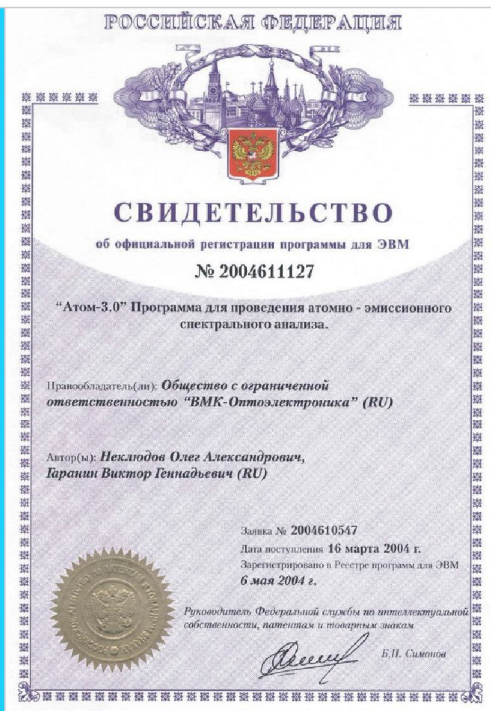 РОССИЙСКАЯ ФЕДЕРАЦИЯ
СВИДЕТЕЛЬСТВО
об официальной регистрации программы для ЭВМ
№ 2004611127
“Атом-3.0” Программа для проведения атомно - эмиссионного
спектрального анализа.
Правообладатель(ли): Общество с ограниченной
ответственностью “ВМК-Оптоэлектроника” (RU)
Автор(ы): Неклюдов Олег Александрович,
Гаранин Виктор Геннадьевич (RU)
Заявка № 2004610547
Дата поступления 16 марта 2004 г.
Зарегистрировано в Реестре программ для ЭВМ
6 мая 2004 г.
Руководитель Федеральной службы по интеллектуальной
собственности, патентам и товарным знакам
Б.П. Симонов